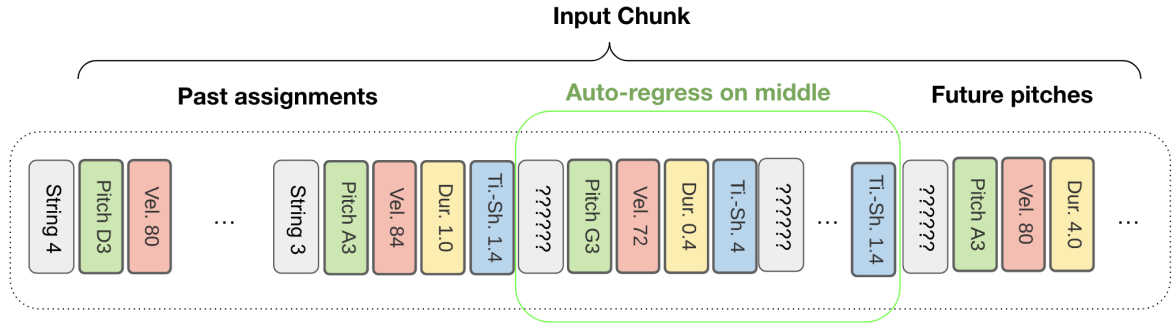 Input Chunk
Past assignments
Auto-regress on middle
Future pitches
String 4
Pitch D3
Vel. 80
...
String 3
Pitch A3
Vel. 84
Dur. 1.0
Ti.-Sh. 1.4
??????
Pitch G3
Vel. 72
Dur. 0.4
Ti.-Sh. 4
??????
...
Ti.-Sh. 1.4
??????
Pitch A3
Vel. 80
Dur. 4.0
...